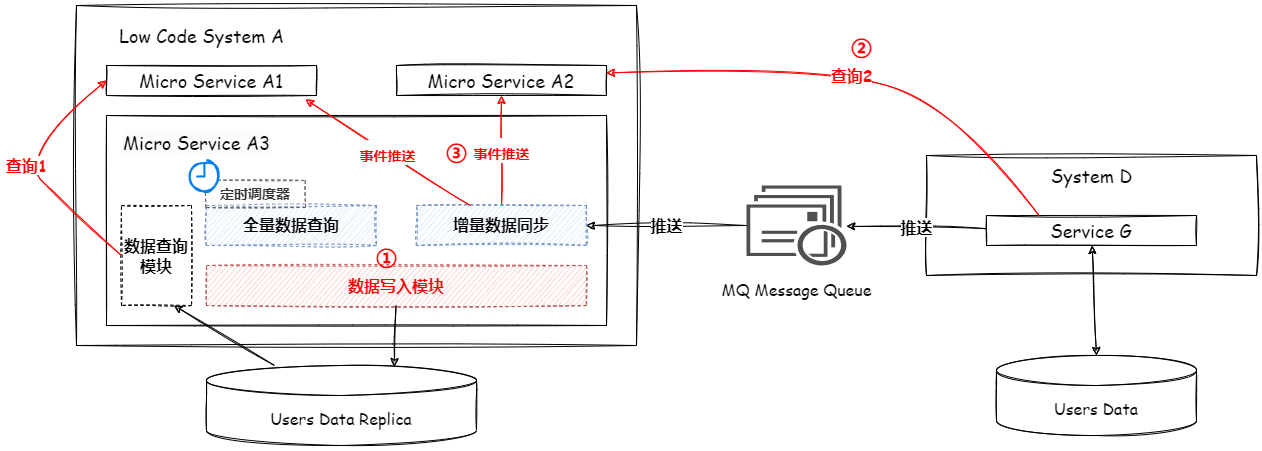 Low Code System A
Micro Service A1
Micro Service A2
②
查询2
Micro Service A3
事件推送
③ 事件推送
查询1
定时调度器
全量数据查询
增量数据同步
数据查询
模块
①
数据写入模块
推送
推送
MQ Message Queue
System D
Service G
Users Data Replica
Users Data